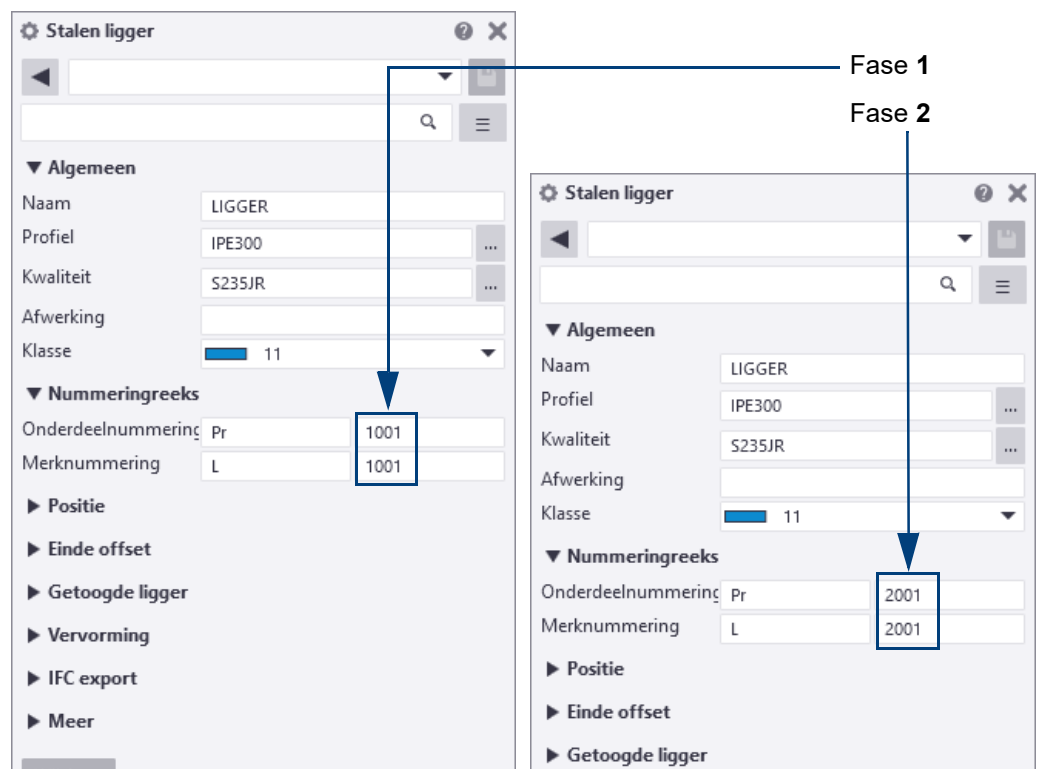 Stalen ligger
Fase 1
Fase 2
Algemeen
Naam LIGGER
Profiel IPE300 ...
Kwaliteit S235JR ...
Afwerking
Klasse 11
Nummeringreeks
Onderdeelnummering Pr 1001
Merknummering L 1001
Positie
Einde offset
Getoogde ligger
Vervorming
IFC export
Meer
Stalen ligger
Algemeen
Naam LIGGER
Profiel IPE300 ...
Kwaliteit S235JR ...
Afwerking
Klasse 11
Nummeringreeks
Onderdeelnummering Pr 2001
Merknummering L 2001
Positie
Einde offset
Getoogde ligger